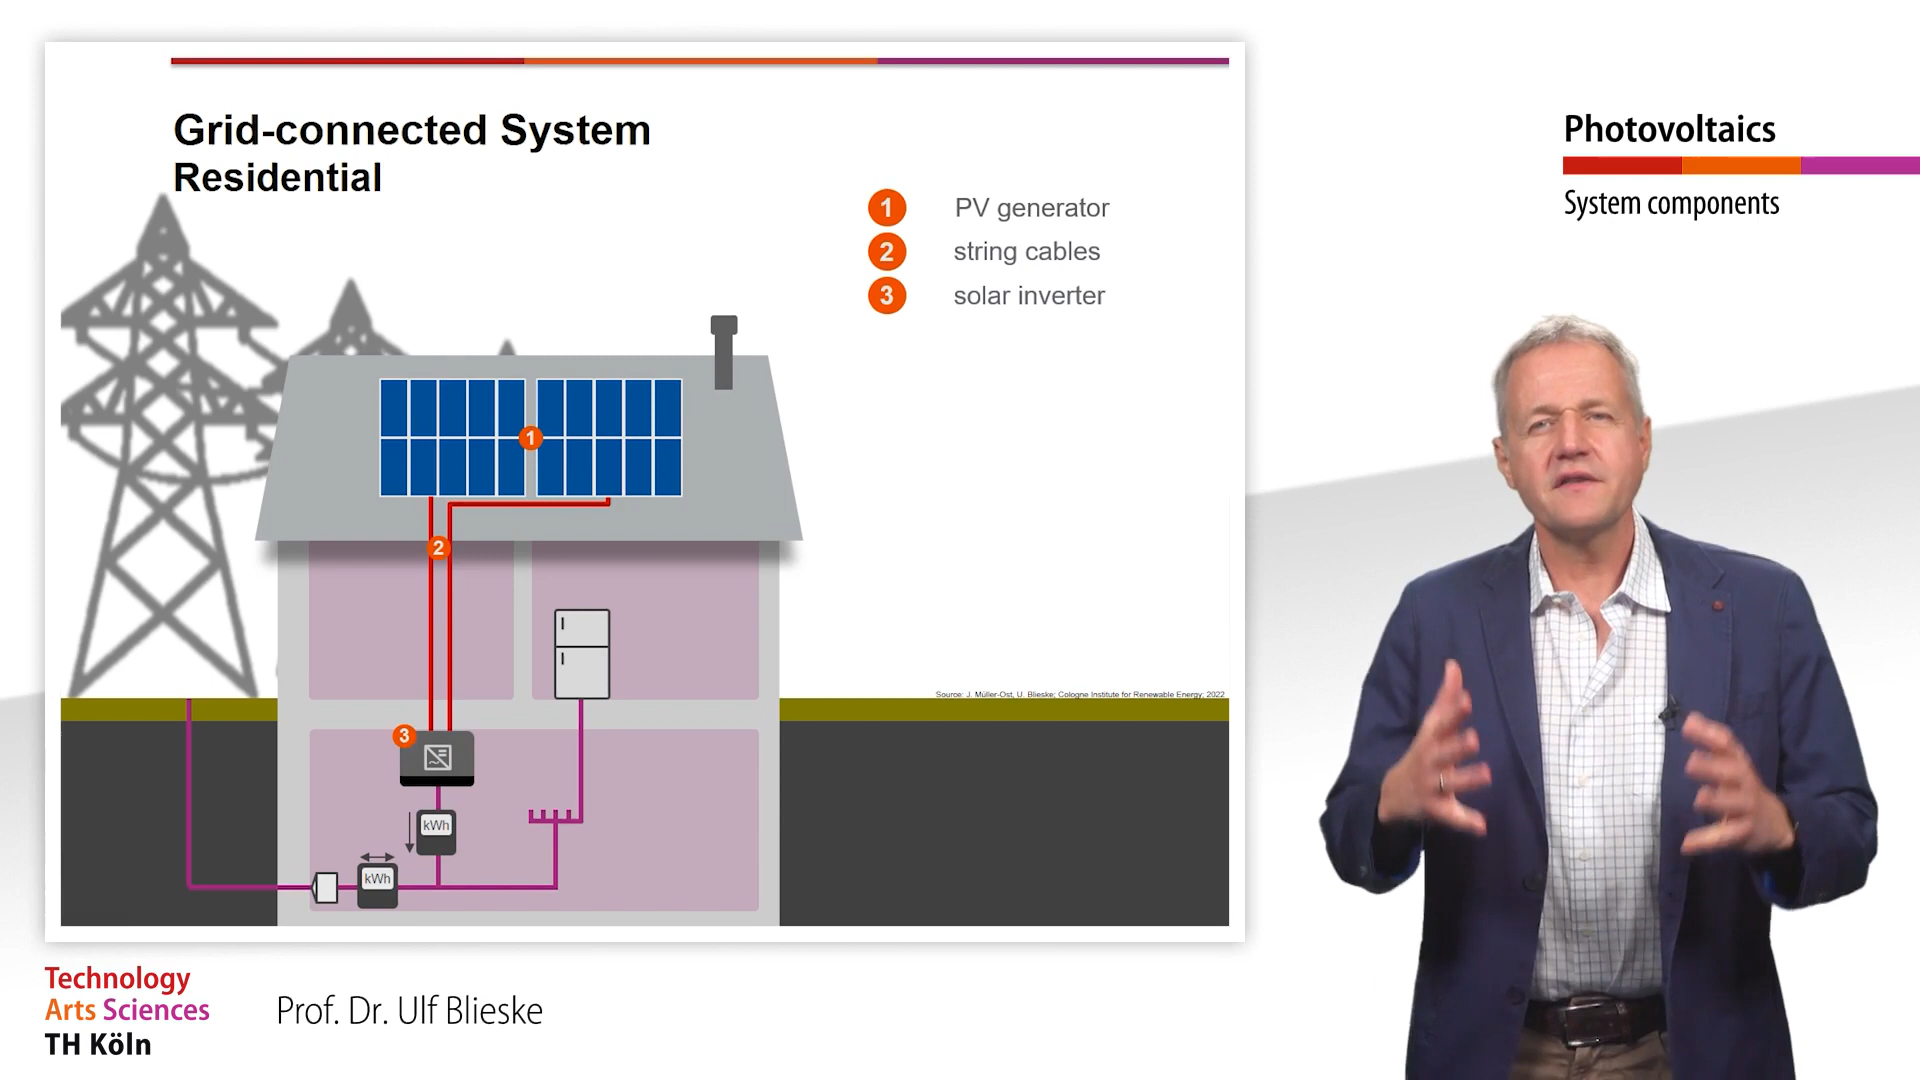 Grid-connected System
Residential
1 PV generator
2 string cables
3 solar inverter
1
2
3
kWh
kWh
Source: J. Müller-Ost, U. Blieske; Cologne Institute for Renewable Energy; 2022
Photovoltaics
System components
Technology
Arts Sciences
TH Köln
Prof. Dr. Ulf Blieske